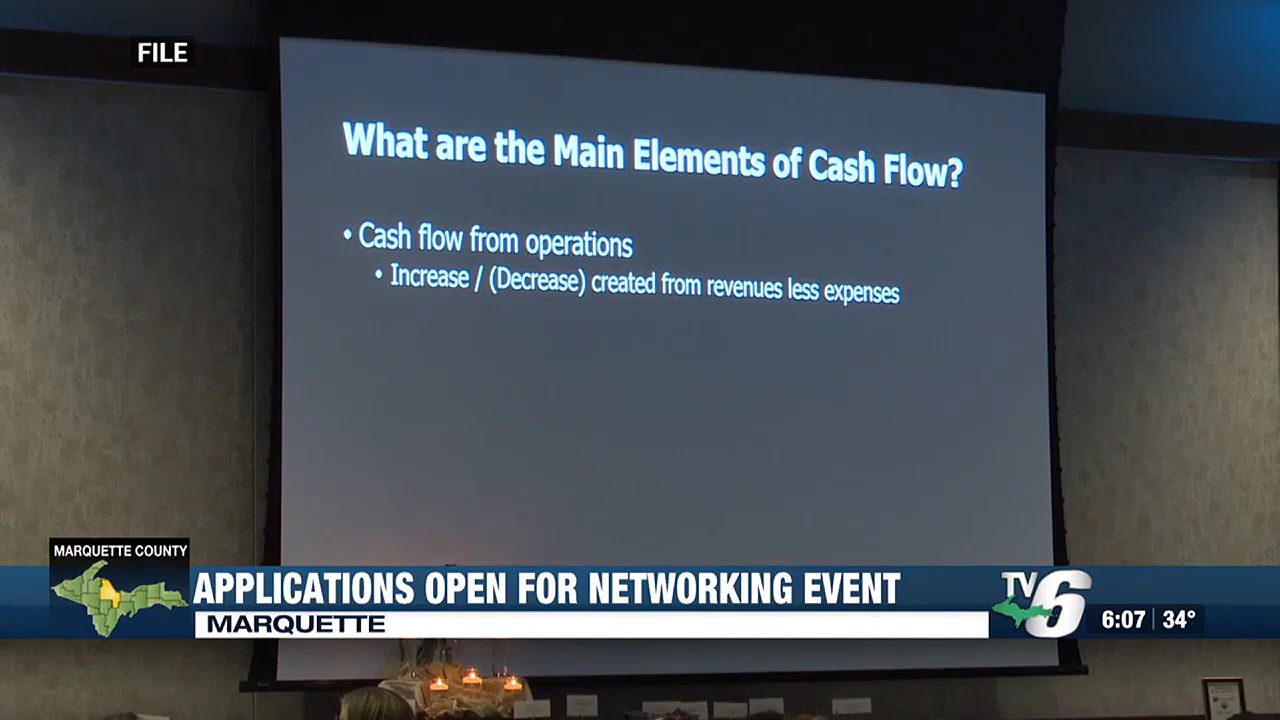 FILE
What are the Main Elements of Cash Flow?
• Cash flow from operations
• Increase / (Decrease) created from revenues less expenses
MARQUETTE COUNTY
APPLICATIONS OPEN FOR NETWORKING EVENT
MARQUETTE
TV6
6:07 34°